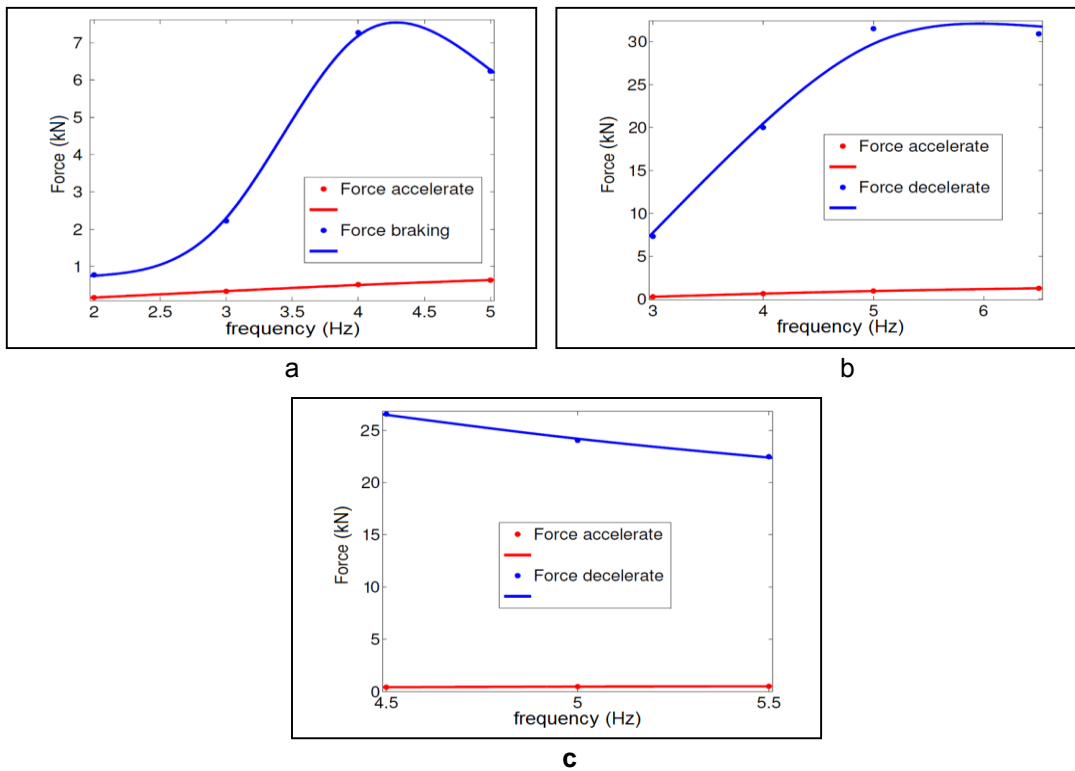 7
6
5
4
3
2
1
Force (kN)
Force accelerate
Force braking
2 2.5 3 3.5 4 4.5 5
frequency (Hz)
a
30
25
20
15
10
5
0
Force (kN)
Force accelerate
Force decelerate
3 4 5 6
frequency (Hz)
b
25
20
15
10
5
0
Force (kN)
Force accelerate
Force decelerate
4.5 5 5.5
frequency (Hz)
c